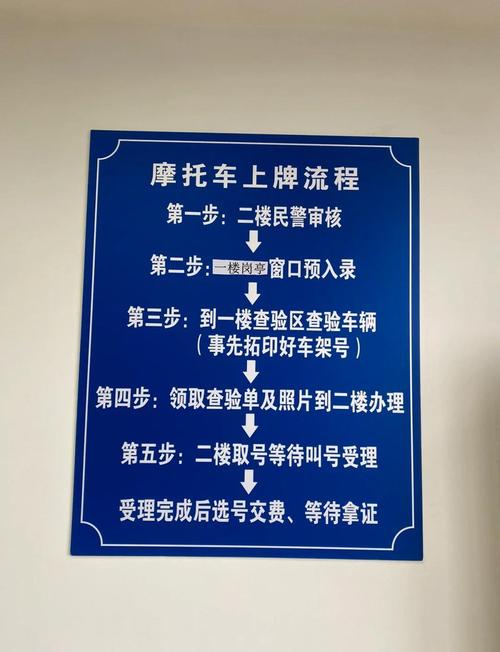 摩托车上牌流程
第一步：二楼民警审核
第二步：一楼岗亭窗口预入录
第三步：到一楼查验区查验车辆
（事先拓印好车架号）
第四步：领取查验单及照片到二楼办理
第五步：二楼取号等待叫号受理
受理完成后选号交费、等待拿证